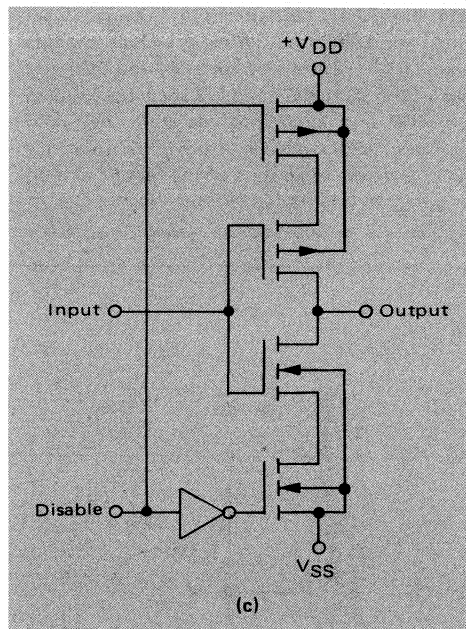 +VDD
Input
Output
Disable
VSS
(c)